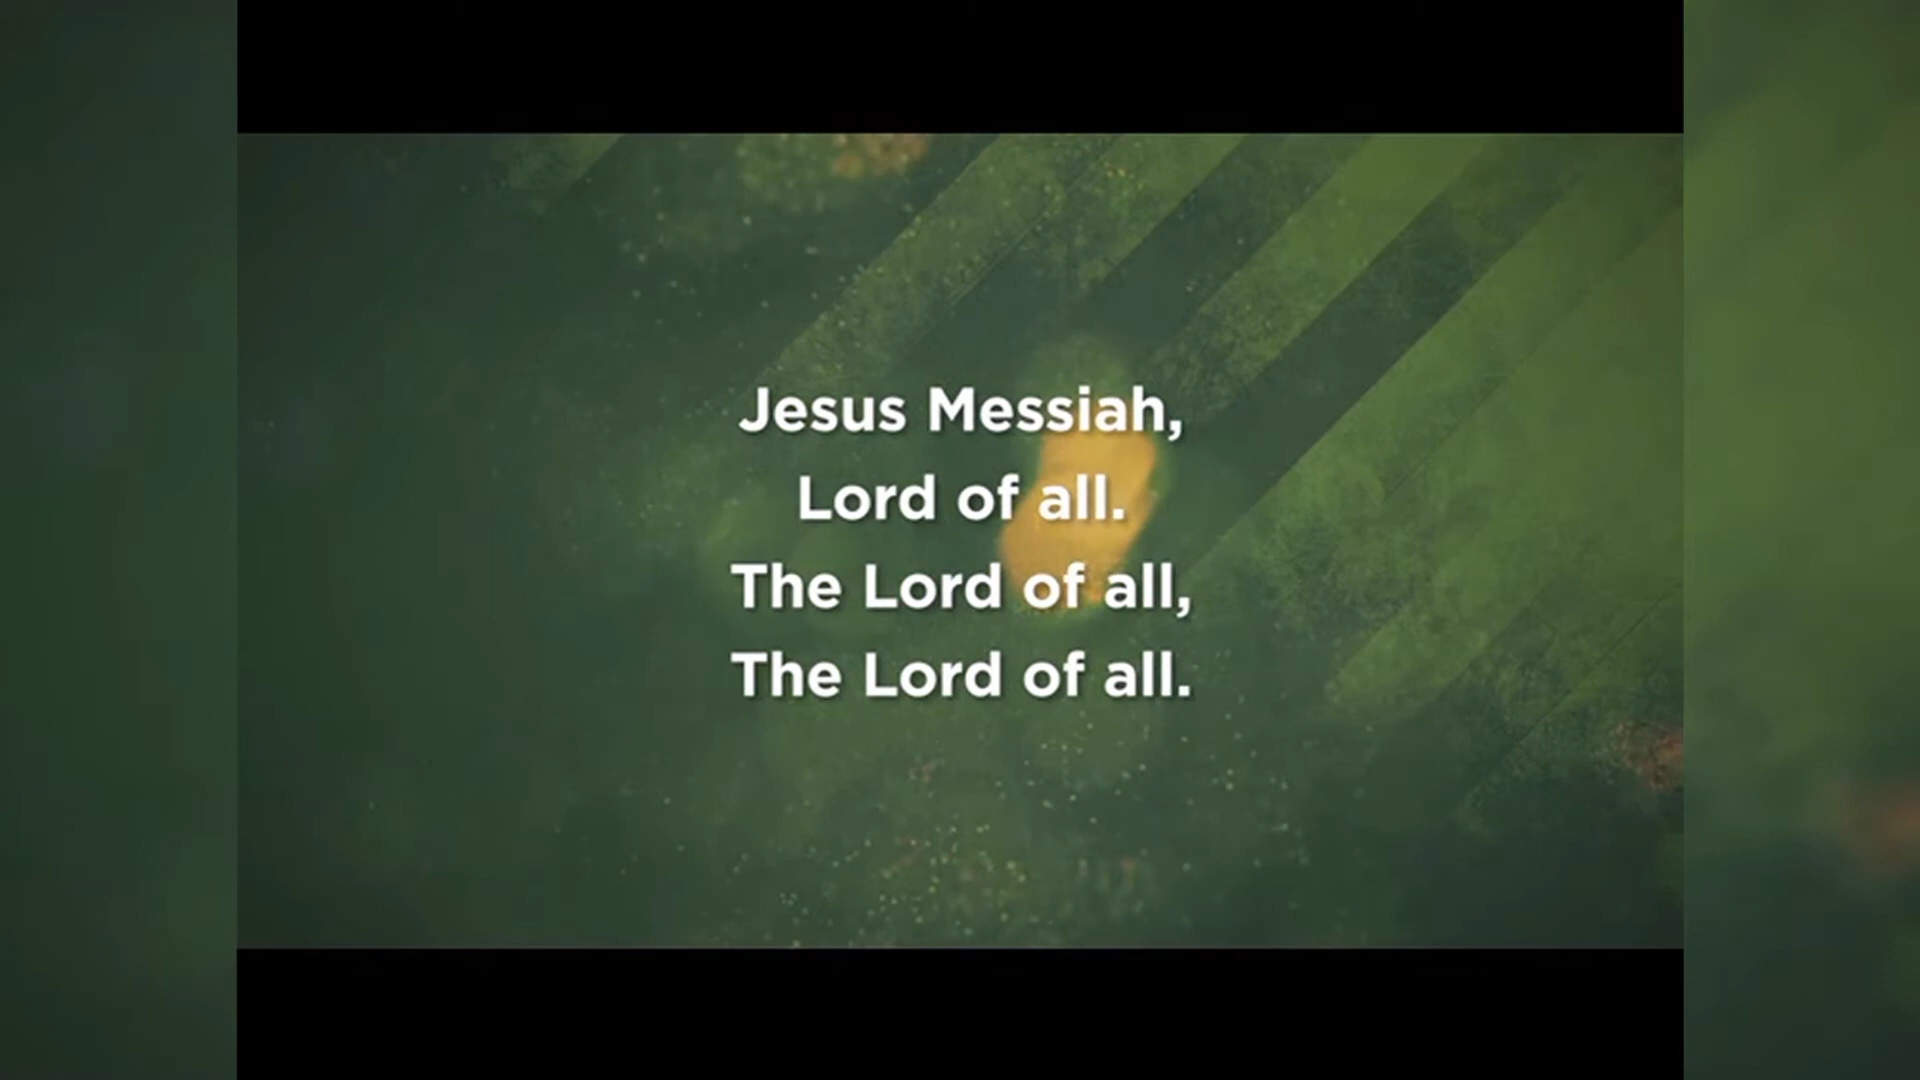 Jesus Messiah,
Lord of all.
The Lord of all,
The Lord of all.